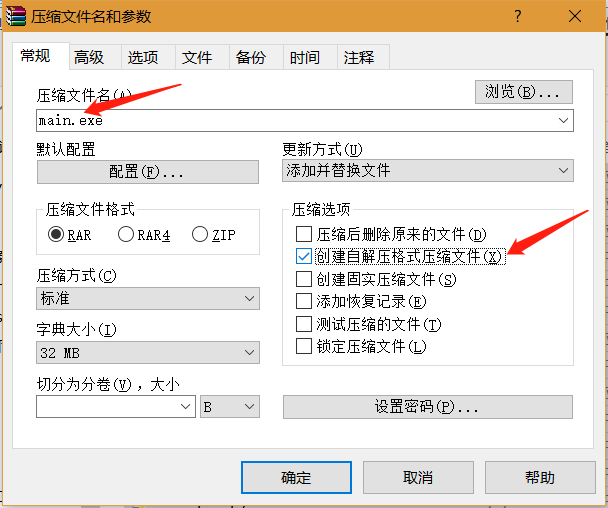 压缩文件名和参数
常规 高级 选项 文件 备份 时间 注释
压缩文件名(A)
浏览(B)...
main.exe
默认配置
配置(F)...
更新方式(U)
添加并替换文件
压缩文件格式
RAR RAR4 ZIP
压缩方式(C)
标准
字典大小(I)
32 MB
切分为分卷(V)，大小
B
压缩选项
压缩后删除原来的文件(D)
创建自解压格式压缩文件(X)
创建固实压缩文件(S)
添加恢复记录(E)
测试压缩的文件(T)
锁定压缩文件(L)
设置密码(P)...
确定 取消 帮助